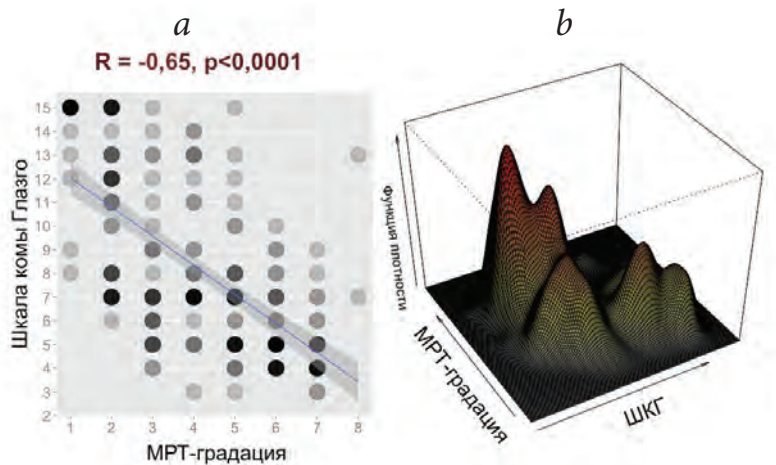 a
R = -0,65, p<0,0001
Шкала комы Глазго
15
14
13
12
11
10
9
8
7
6
5
4
3
2
1 2 3 4 5 6 7 8
МРТ-градация
b
функция плотности
МРТ-градация
ШКГ